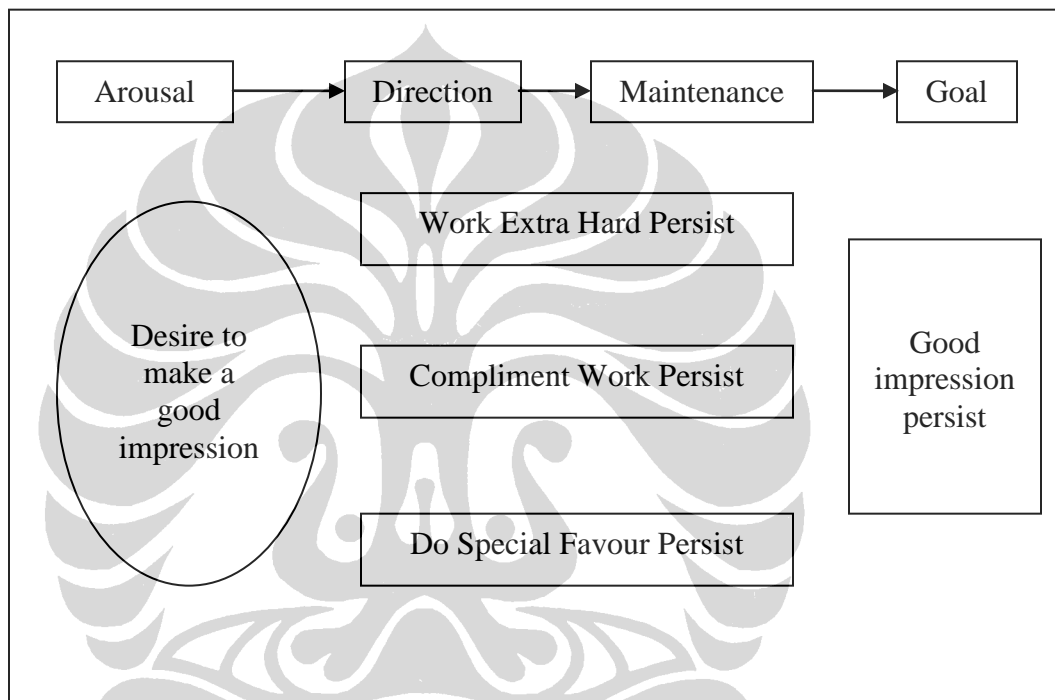 Arousal
Direction
Maintenance
Goal
Work Extra Hard Persist
Desire to
make a
good
impression
Compliment Work Persist
Good
impression
persist
Do Special Favour Persist